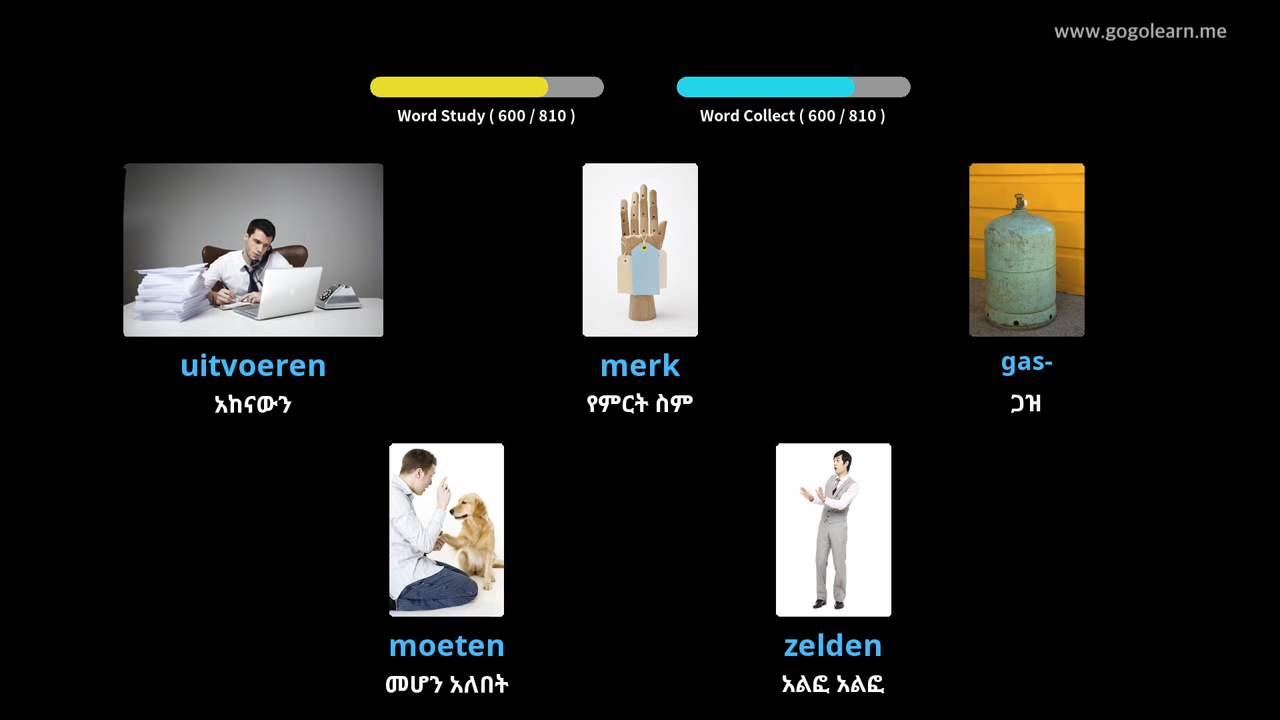 www.gogolearn.me
Word Study ( 600 / 810 )
Word Collect ( 600 / 810 )
uitvoeren
አከናውን
merk
የምርት ስም
gas-
ጋዝ
moeten
መሆን አለበት
zelden
አልፎ አልፎ